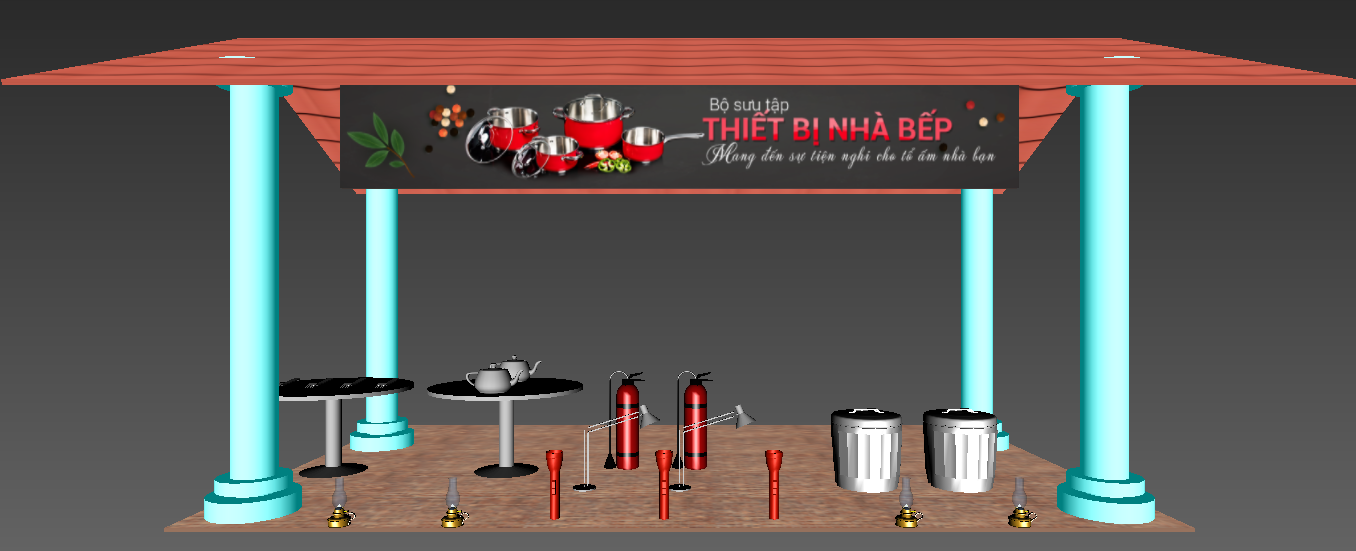 Bộ sưu tập
THIẾT BỊ NHÀ BẾP
Mang đến sự tiện nghi cho tổ ấm nhà bạn